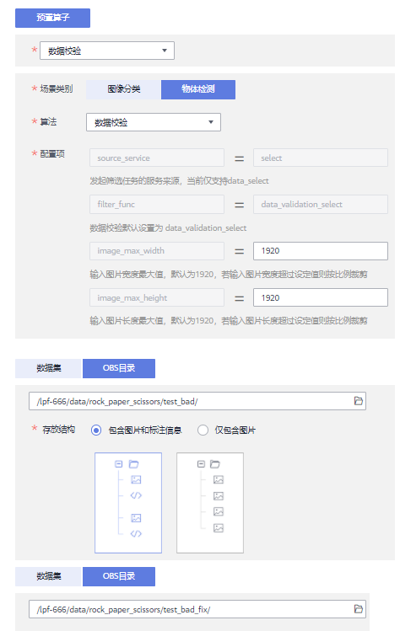 预置算子
* 数据校验
* 场景类别 图像分类 物体检测
* 算法 数据校验
* 配置项 source_service = select
发起筛选任务的服务来源，当前仅支持data_select
filter_func = data_validation_select
数据校验默认设置为 data_validation_select
image_max_width = 1920
输入图片宽度最大值，默认为1920，若输入图片宽度超过设定值则按比例裁剪
image_max_height = 1920
输入图片长度最大值，默认为1920，若输入图片长度超过设定值则按比例裁剪
数据集 OBS目录
/lpf-666/data/rock_paper_scissors/test_bad/
* 存放结构 包含图片和标注信息 仅包含图片
数据集 OBS目录
/lpf-666/data/rock_paper_scissors/test_bad_fix/